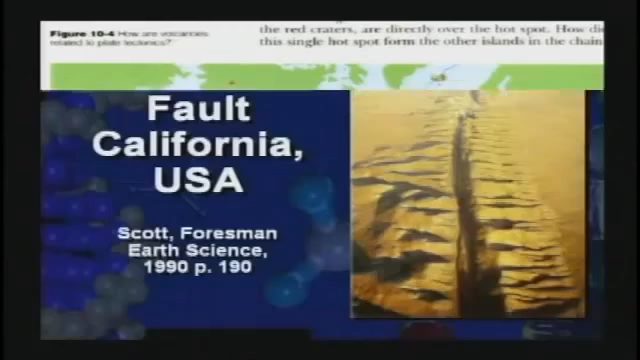 the red craters, are directly over the hot spot. How did
this single hot spot form the other islands in the chain
Figure 10-4 How are volcanoes
related to plate tectonics?
Fault
California,
USA
Scott, Foresman
Earth Science,
1990 p. 190